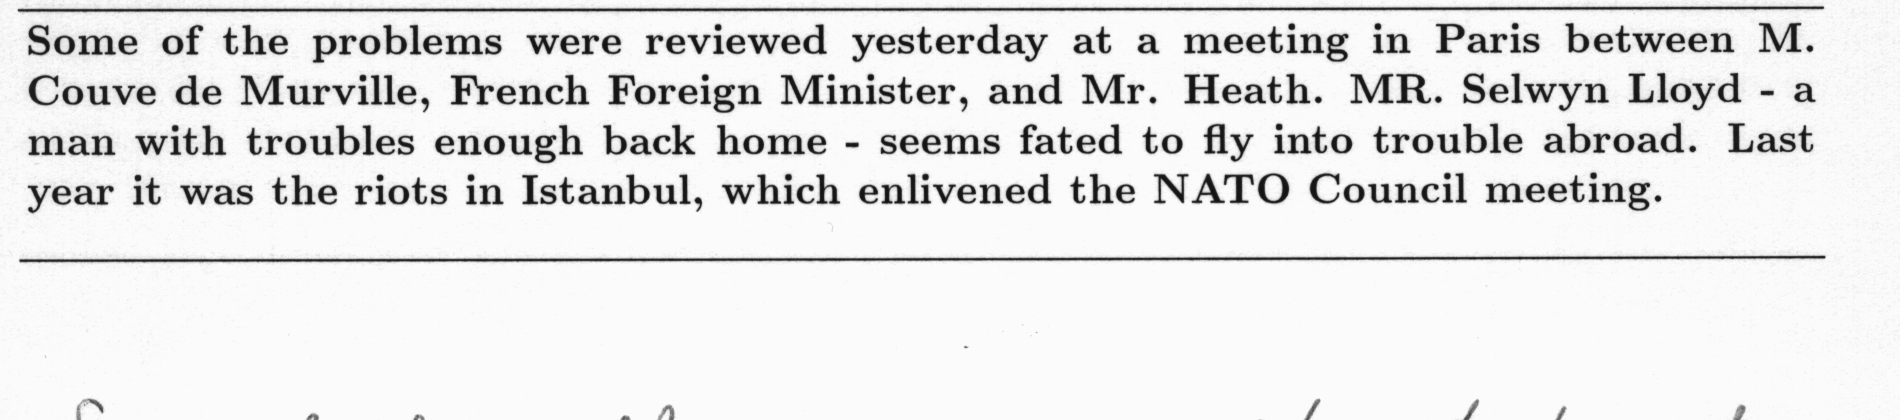 Some of the problems were reviewed yesterday at a meeting in Paris between M.
Couve de Murville, French Foreign Minister, and Mr. Heath. MR. Selwyn Lloyd - a
man with troubles enough back home - seems fated to fly into trouble abroad. Last
year it was the riots in Istanbul, which enlivened the NATO Council meeting.